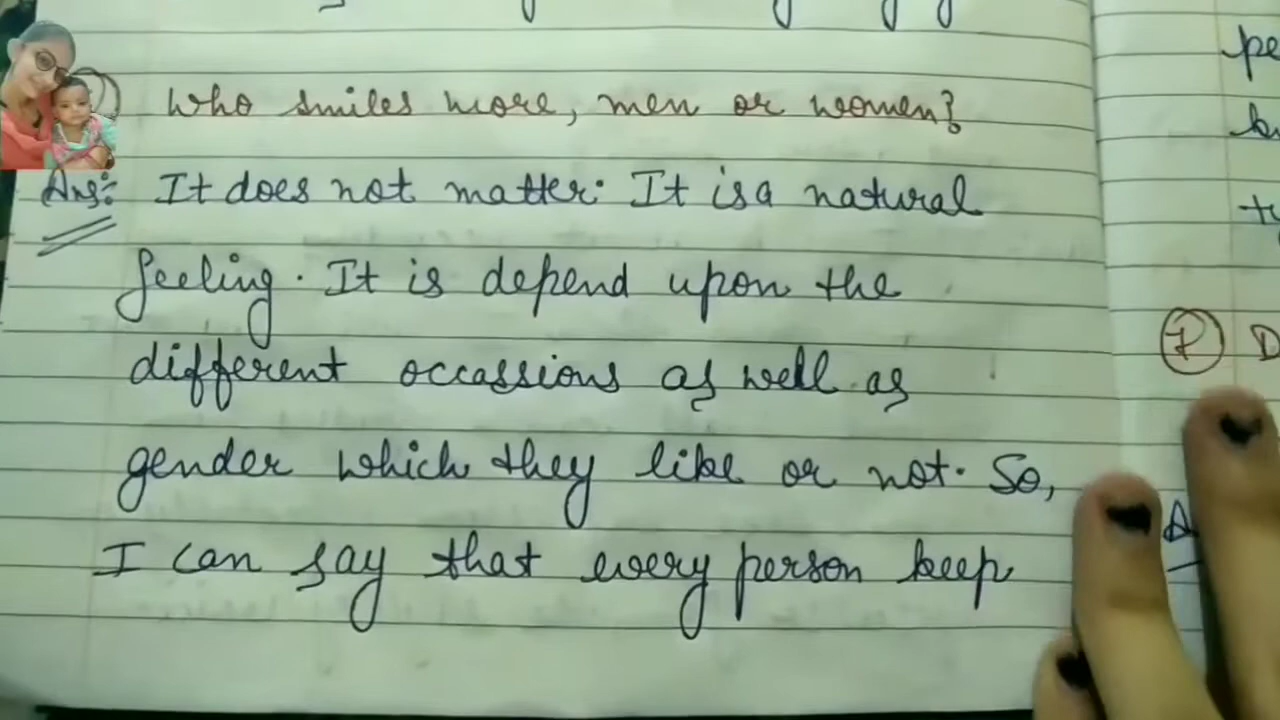 Who smiles more, men or women?
Ans: It does not matter. It is a natural
feeling. It is depend upon the
different occassions as well as
gender which they like or not. So,
I can say that every person keep
pe
7 D
A